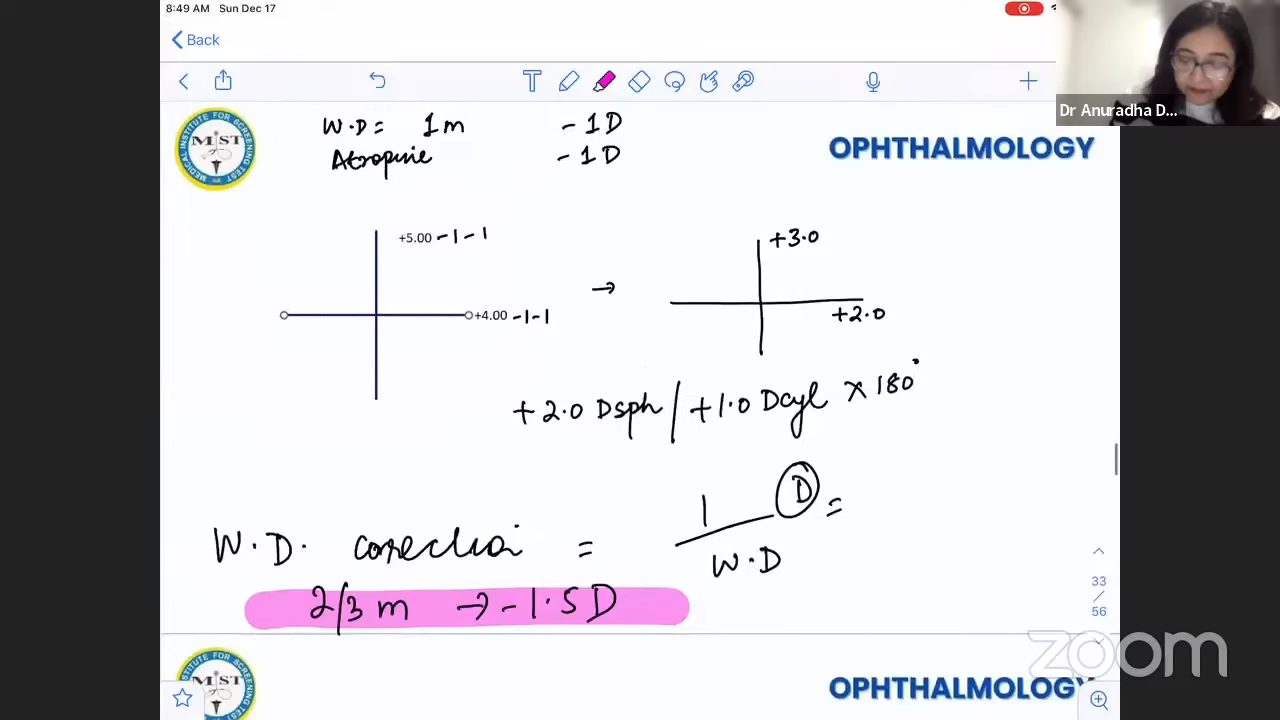 8:49 AM Sun Dec 17
Back
Dr Anuradha D...
W.D = 1m -1D
Atropine -1D
MIST
OPHTHALMOLOGY
+5.00 -1-1
+3.0
→
+4.00 -1-1
+2.0
+2.0 Dsph / +1.0 Dcyl × 180°
1 D =
W.D. correction =
W.D
2/3 m → -1.5D
33
/
56
zoom
MIST
OPHTHALMOLOGY